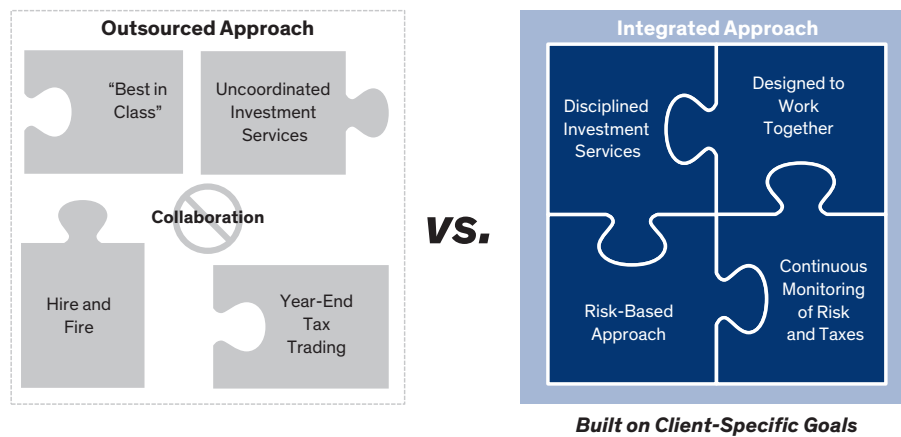 Outsourced Approach
“Best in
Class”
Uncoordinated
Investment
Services
Collaboration
Hire and
Fire
Year-End
Tax
Trading
vs.
Integrated Approach
Disciplined
Investment
Services
Designed to
Work
Together
Risk-Based
Approach
Continuous
Monitoring
of Risk
and Taxes
Built on Client-Specific Goals